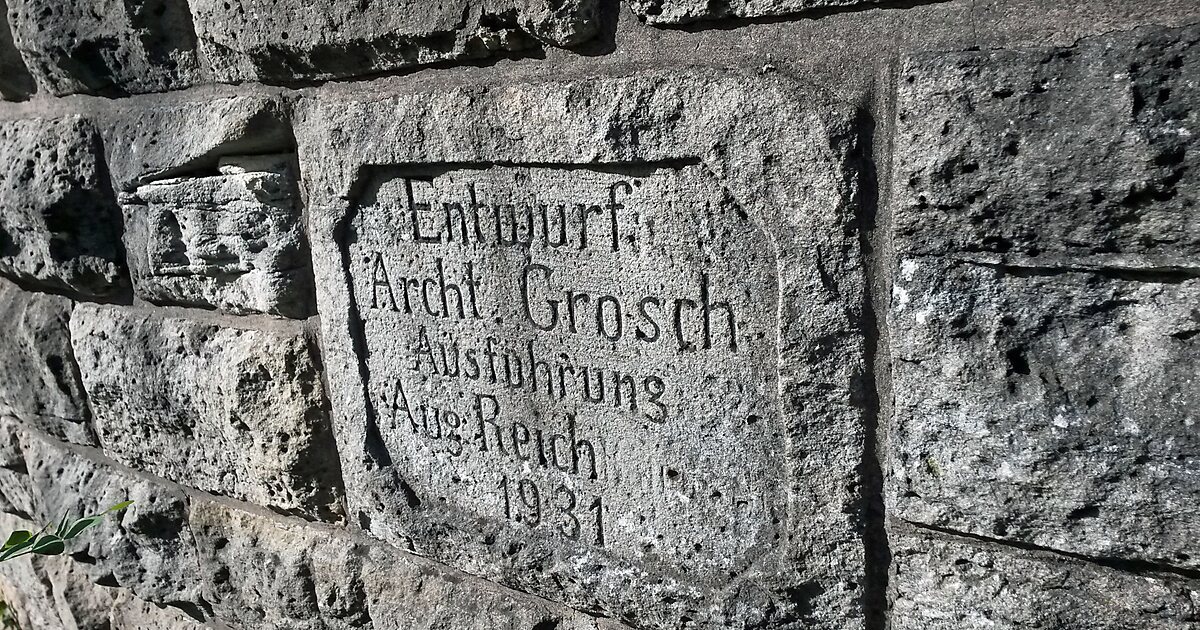 Entwurf:
Archt. Grosch
Ausführung
Aug. Reich
1931